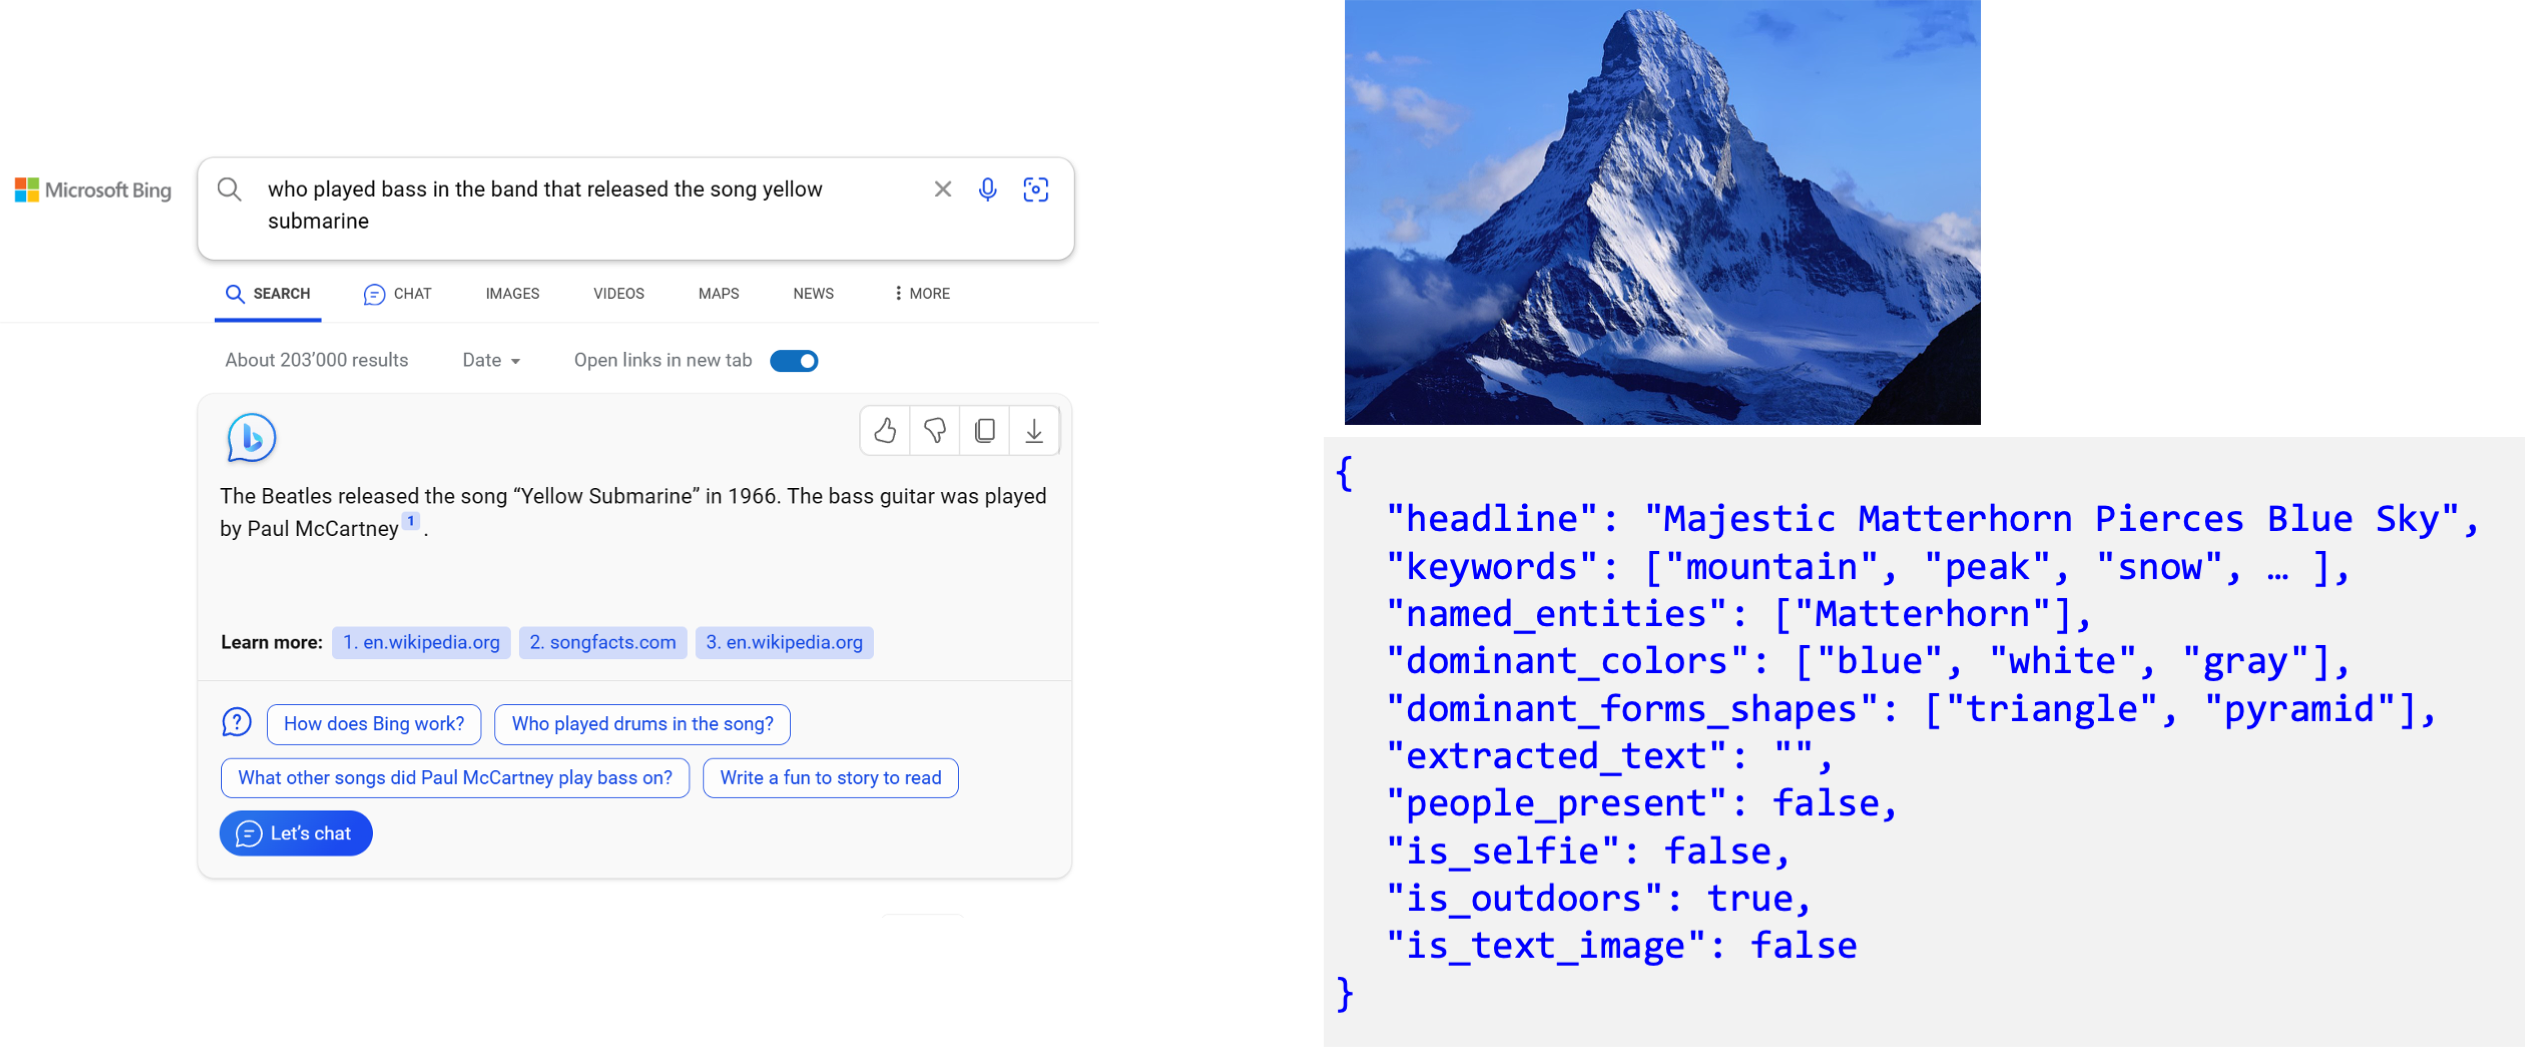 Microsoft Bing
who played bass in the band that released the song yellow
submarine
SEARCH
CHAT
IMAGES
VIDEOS
MAPS
NEWS
MORE
About 203’000 results
Date
Open links in new tab
The Beatles released the song “Yellow Submarine” in 1966. The bass guitar was played
by Paul McCartney 1 .
Learn more: 1. en.wikipedia.org 2. songfacts.com 3. en.wikipedia.org
How does Bing work? Who played drums in the song?
What other songs did Paul McCartney play bass on? Write a fun to story to read
Let’s chat
{
"headline": "Majestic Matterhorn Pierces Blue Sky",
"keywords": ["mountain", "peak", "snow", … ],
"named_entities": ["Matterhorn"],
"dominant_colors": ["blue", "white", "gray"],
"dominant_forms_shapes": ["triangle", "pyramid"],
"extracted_text": "",
"people_present": false,
"is_selfie": false,
"is_outdoors": true,
"is_text_image": false
}